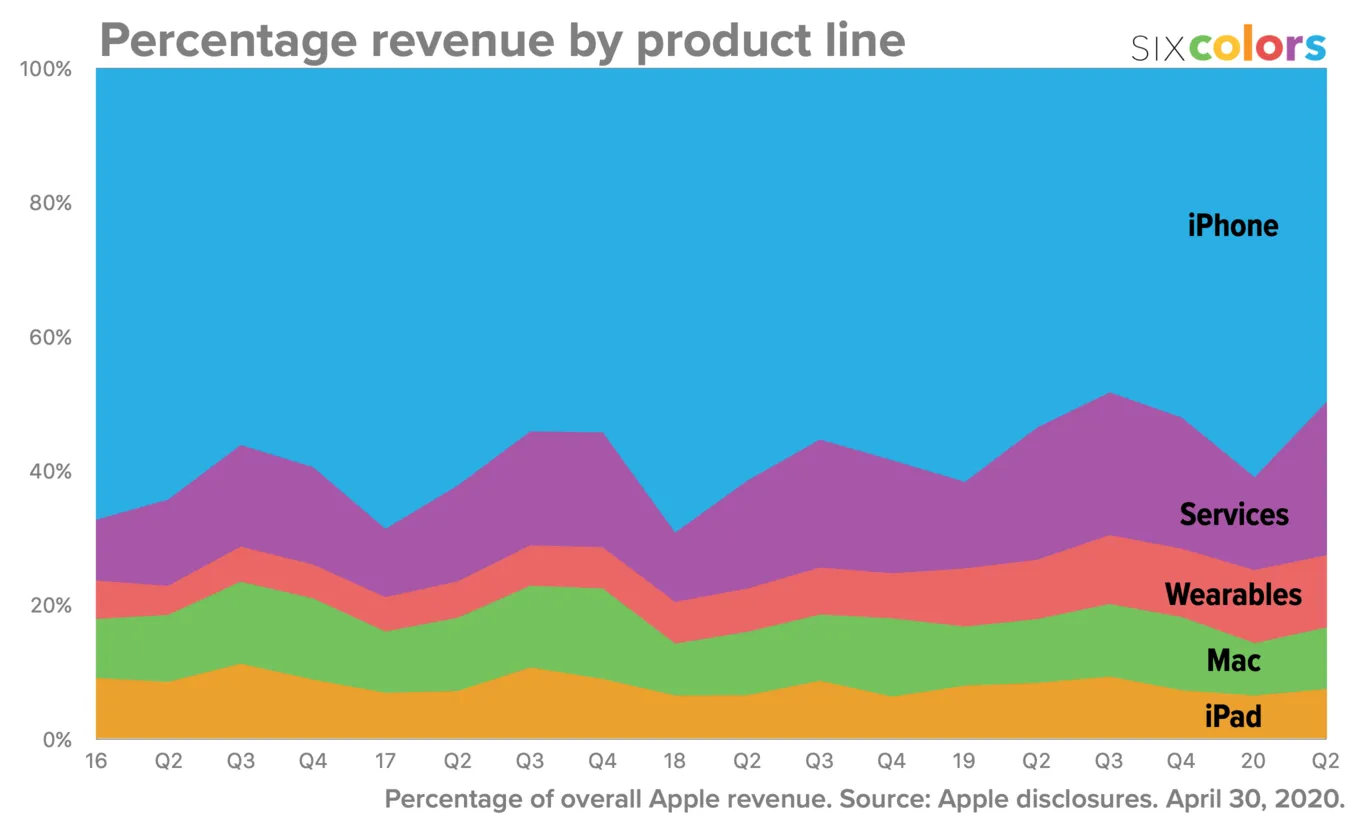 Percentage revenue by product line
SIXcolors
100%
80%
60%
40%
20%
0%
iPhone
Services
Wearables
Mac
iPad
16 Q2 Q3 Q4 17 Q2 Q3 Q4 18 Q2 Q3 Q4 19 Q2 Q3 Q4 20 Q2
Percentage of overall Apple revenue. Source: Apple disclosures. April 30, 2020.